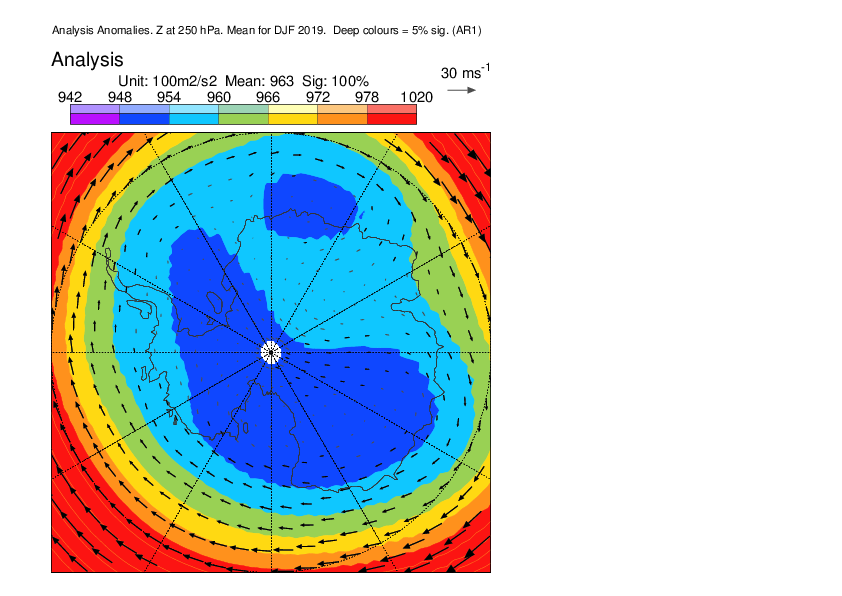 Analysis Anomalies. Z at 250 hPa. Mean for DJF 2019.  Deep colours = 5% sig. (AR1)
Analysis
30 ms⁻¹
Unit: 100m2/s2  Mean: 963  Sig: 100%
942 948 954 960 966 972 978 1020